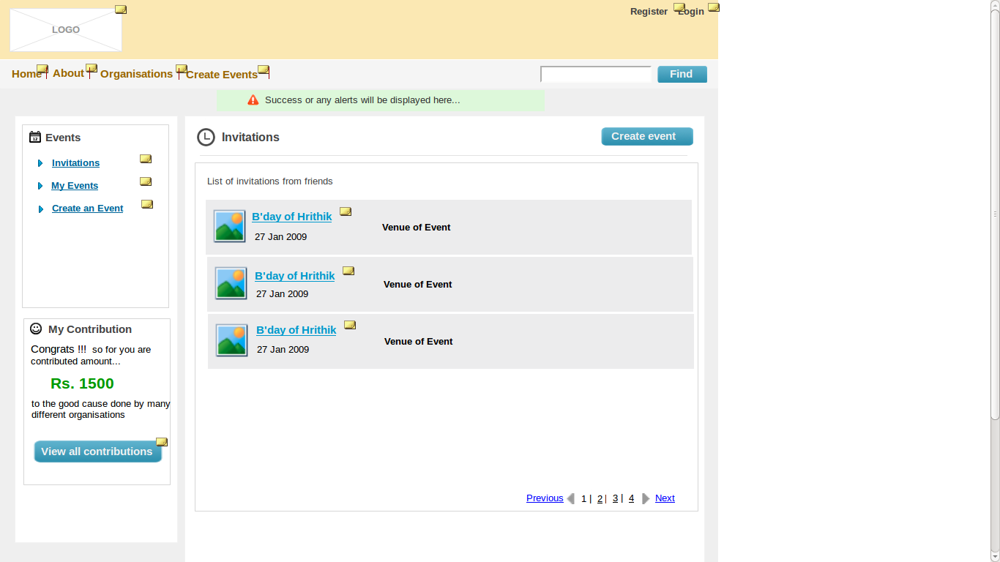 LOGO
Register Login
Home About Organisations Create Events Find
Success or any alerts will be displayed here...
12 Events
Invitations
My Events
Create an Event
My Contribution
Congrats !!! so for you are
contributed amount...
Rs. 1500
to the good cause done by many
different organisations
View all contributions
Invitations Create event
List of invitations from friends
B'day of Hrithik
Venue of Event
27 Jan 2009
B'day of Hrithik
Venue of Event
27 Jan 2009
B'day of Hrithik
Venue of Event
27 Jan 2009
Previous 1 | 2 | 3 | 4 Next